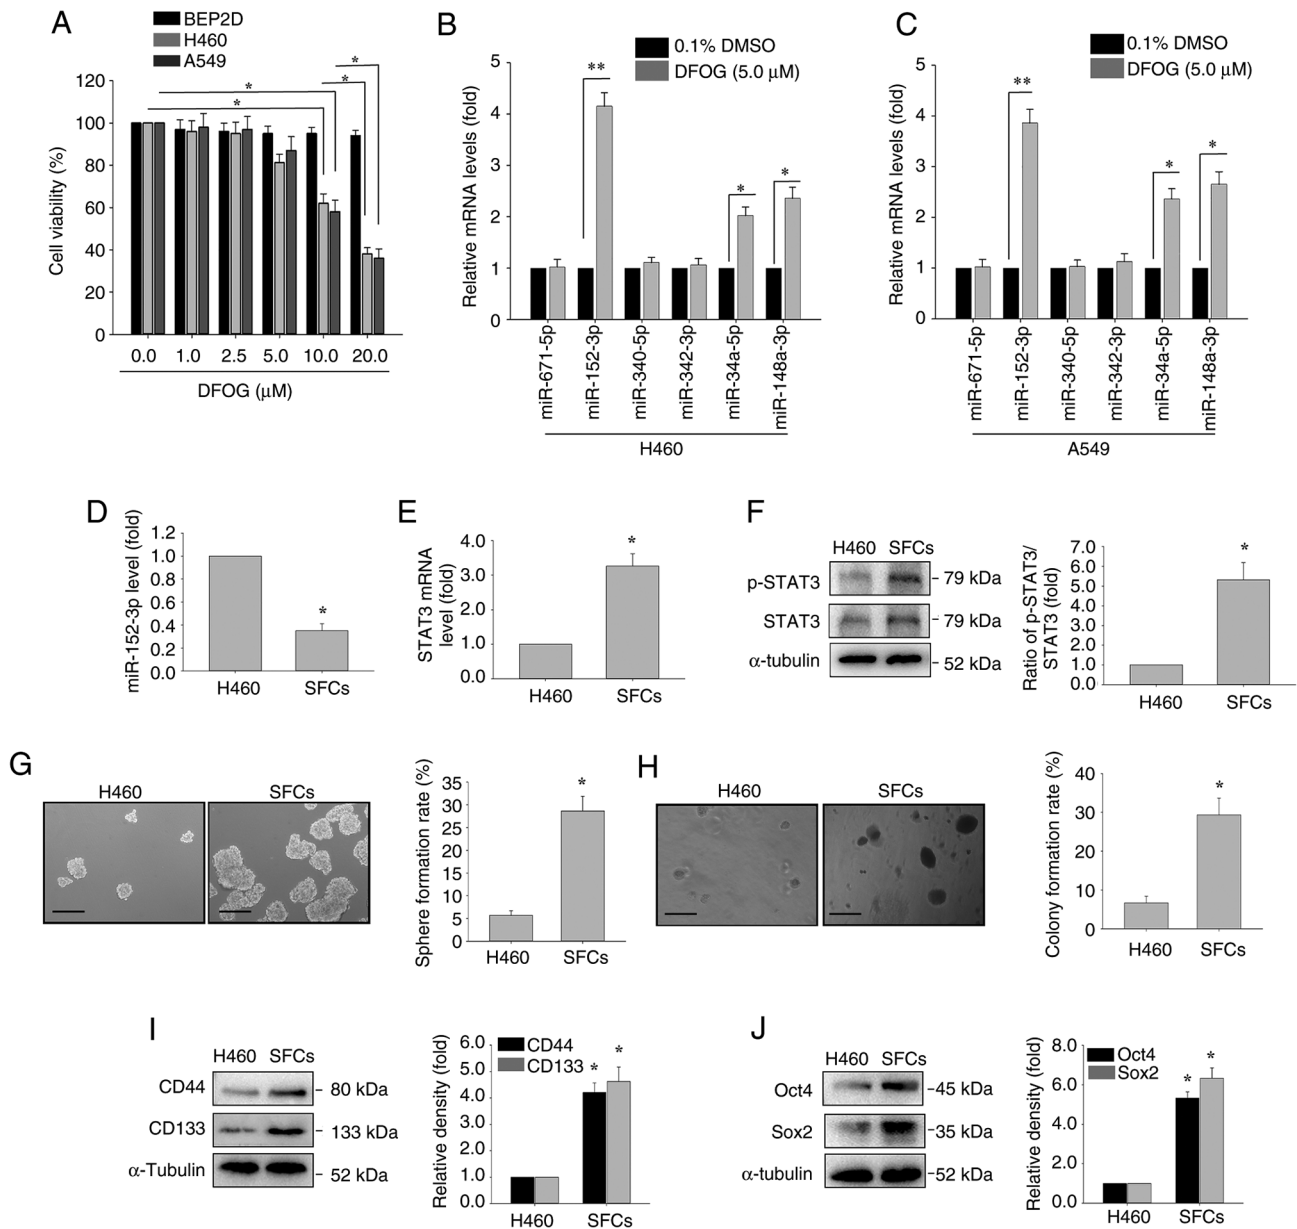 A
BEP2D
H460
A549
Cell viability (%)
120
100
80
60
40
20
0
*
*
*
*
0.0 1.0 2.5 5.0 10.0 20.0
DFOG (μM)
B
0.1% DMSO
DFOG (5.0 μM)
Relative mRNA levels (fold)
5
4
3
2
1
0
**
*
*
miR-671-5p
miR-152-3p
miR-340-5p
miR-342-3p
miR-34a-5p
miR-148a-3p
H460
C
0.1% DMSO
DFOG (5.0 μM)
Relative mRNA levels (fold)
5
4
3
2
1
0
**
*
*
miR-671-5p
miR-152-3p
miR-340-5p
miR-342-3p
miR-34a-5p
miR-148a-3p
A549
D
miR-152-3p level (fold)
1.2
1.0
0.8
0.6
0.4
0.2
0.0
*
H460 SFCs
E
STAT3 mRNA
level (fold)
4.0
3.0
2.0
1.0
0.0
*
H460 SFCs
F
H460 SFCs
p-STAT3 79 kDa
STAT3 79 kDa
α-tubulin 52 kDa
Ratio of p-STAT3/
STAT3 (fold)
7.0
6.0
5.0
4.0
3.0
2.0
1.0
0.0
*
H460 SFCs
G
H460 SFCs
Sphere formation rate (%)
35
30
25
20
15
10
5
0
*
H460 SFCs
H
H460 SFCs
Colony formation rate (%)
40
30
20
10
0
*
H460 SFCs
I
H460 SFCs
CD44 80 kDa
CD133 133 kDa
α-Tubulin 52 kDa
Relative density (fold)
6.0
5.0
4.0
3.0
2.0
1.0
0.0
CD44
CD133
* *
H460 SFCs
J
H460 SFCs
Oct4 45 kDa
Sox2 35 kDa
α-tubulin 52 kDa
Relative density (fold)
8.0
6.0
4.0
2.0
0.0
Oct4
Sox2
* *
H460 SFCs